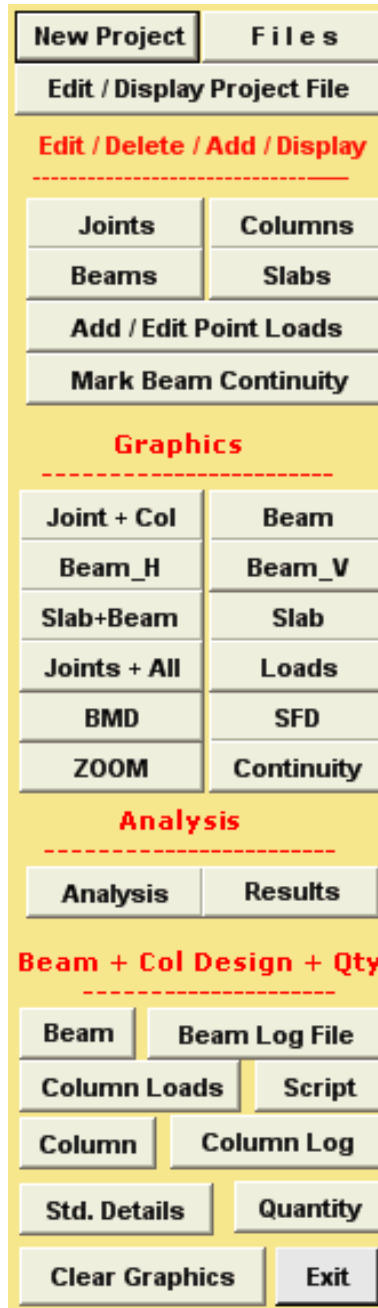 New Project Files
Edit / Display Project File
Edit / Delete / Add / Display
Joints Columns
Beams Slabs
Add / Edit Point Loads
Mark Beam Continuity
Graphics
Joint + Col Beam
Beam_H Beam_V
Slab+Beam Slab
Joints + All Loads
BMD SFD
ZOOM Continuity
Analysis
Analysis Results
Beam + Col Design + Qty
Beam Beam Log File
Column Loads Script
Column Column Log
Std. Details Quantity
Clear Graphics Exit